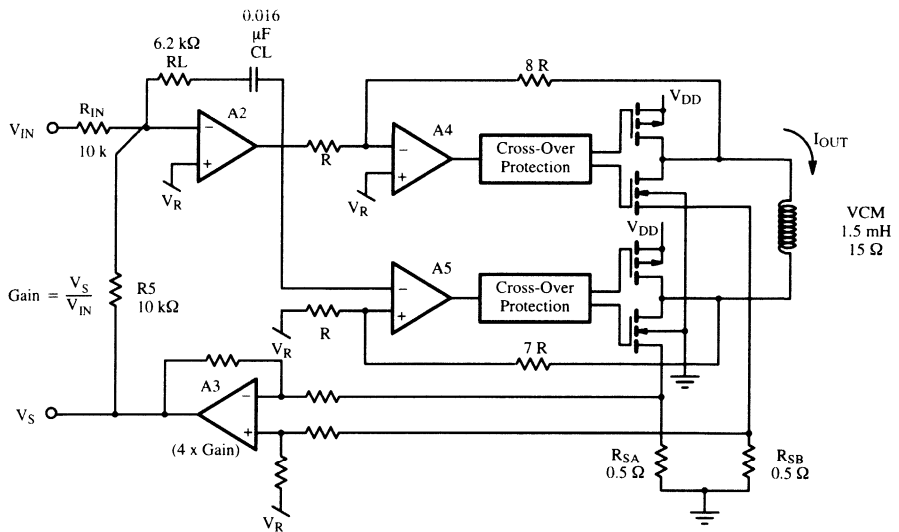 0.016
μF
CL
6.2 kΩ
RL
8 R
V_DD
R_IN
A2
A4
I_OUT
V_IN
10 k
−
+
R
−
+
Cross-Over
Protection
V_R
V_R
VCM
1.5 mH
15 Ω
V_DD
A5
Gain = V_S
V_IN
R5
10 kΩ
−
+
Cross-Over
Protection
V_R
R
7 R
A3
V_S
−
+
(4 x Gain)
R_SA
0.5 Ω
R_SB
0.5 Ω
V_R